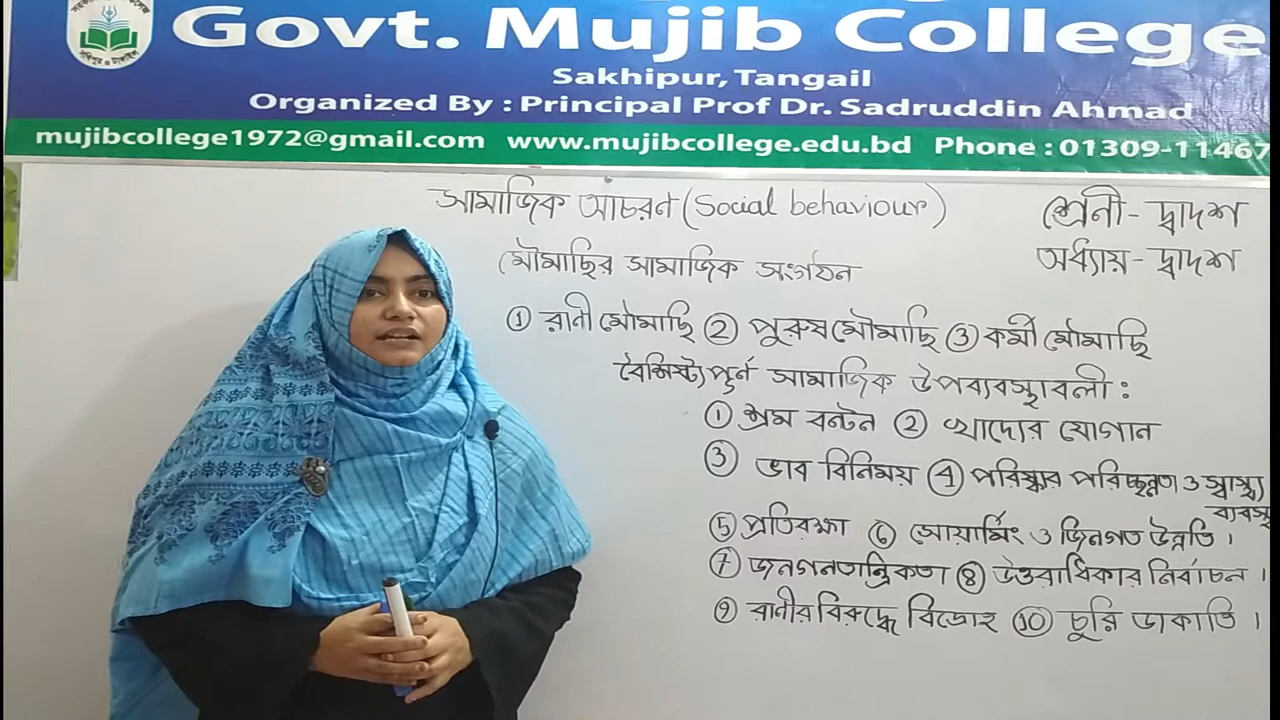 Govt. Mujib College
Sakhipur, Tangail
Organized By : Principal Prof Dr. Sadruddin Ahmad
mujibcollege1972@gmail.com www.mujibcollege.edu.bd Phone : 01309-11467
সামাজিক আচরণ (Social behaviour)
শ্রেনী - দ্বাদশ
অধ্যায় - দ্বাদশ
মৌমাছির সামাজিক সংগঠন
① রাণী মৌমাছি ② পুরুষ মৌমাছি ③ কর্মী মৌমাছি
বৈশিষ্ট্যপূর্ণ সামাজিক উপব্যবস্থাবলী :
① শ্রম বন্টন ② খাদ্যের যোগান
③ ভাব বিনিময় ④ পরিষ্কার পরিচ্ছন্নতা ও স্বাস্থ্য
⑤ প্রতিরক্ষা ⑥ সোয়ার্মিং ও জিনগত উন্নতি ।
⑦ জনগনতান্ত্রিকতা ⑧ উত্তরাধিকার নির্বাচন ।
⑨ রাণীর বিরুদ্ধে বিদ্রোহ ⑩ চুরি ডাকাতি ।